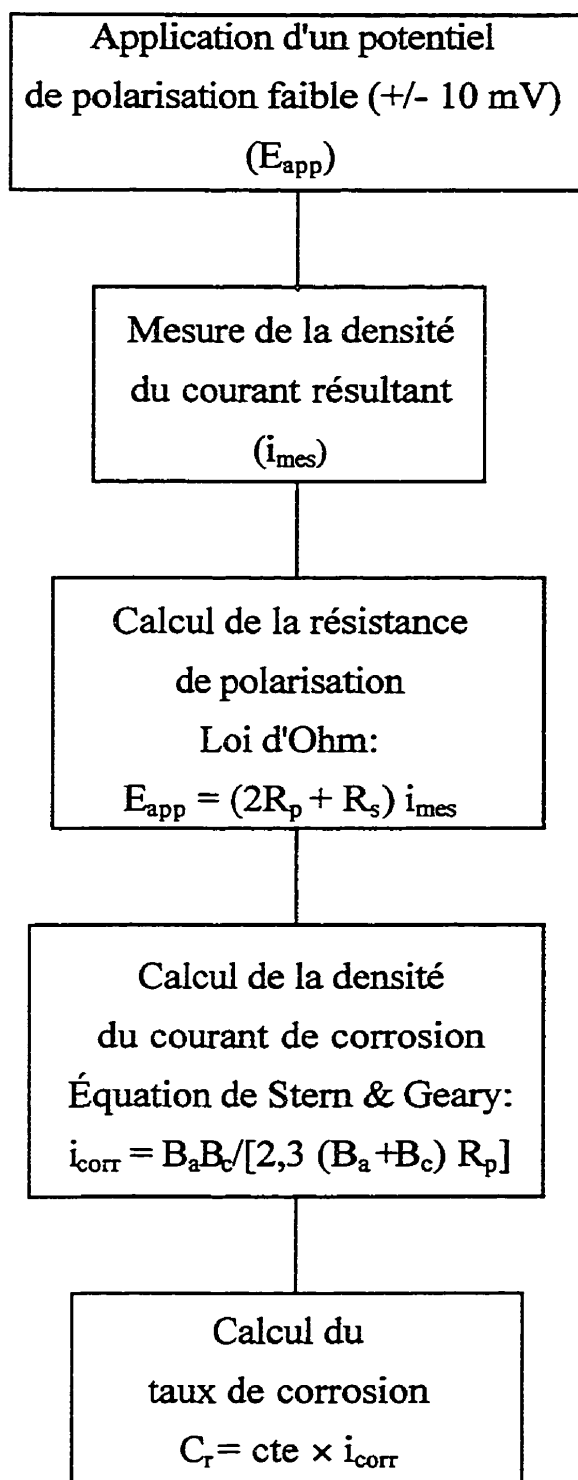 Application d'un potentiel
de polarisation faible (+/- 10 mV)
(E_app)
Mesure de la densité
du courant résultant
(i_mes)
Calcul de la résistance
de polarisation
Loi d'Ohm:
E_app = (2R_p + R_s) i_mes
Calcul de la densité
du courant de corrosion
Équation de Stern & Geary:
i_corr = B_aB_c/[2,3 (B_a+B_c) R_p]
Calcul du
taux de corrosion
C_r = cte × i_corr